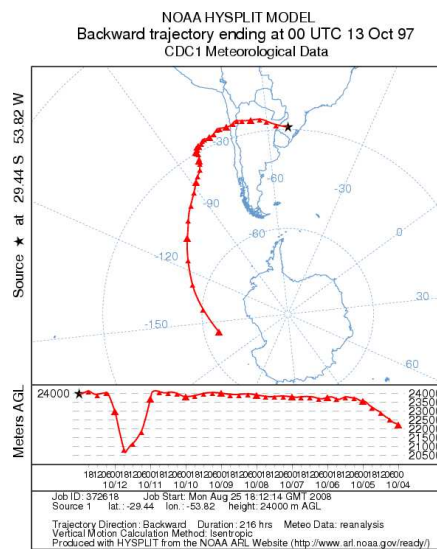 NOAA HYSPLIT MODEL
Backward trajectory ending at 00 UTC 13 Oct 97
CDC1 Meteorological Data
Source ★ at 29.44 S 53.82 W
-30
-60
-30
-90
-60
0
-120
30
-150
60
Meters AGL
24000
24000
23500
23000
22500
22000
21500
21000
20500
181206001812060018120600181206001812060018120600181206001812060018120600
10/12 10/11 10/10 10/09 10/08 10/07 10/06 10/05 10/04
Job ID: 372618 Job Start: Mon Aug 25 18:12:14 GMT 2008
Source 1 lat.: -29.44 lon.: -53.82 height: 24000 m AGL
Trajectory Direction: Backward Duration: 216 hrs Meteo Data: reanalysis
Vertical Motion Calculation Method: Isentropic
Produced with HYSPLIT from the NOAA ARL Website (http://www.arl.noaa.gov/ready/)